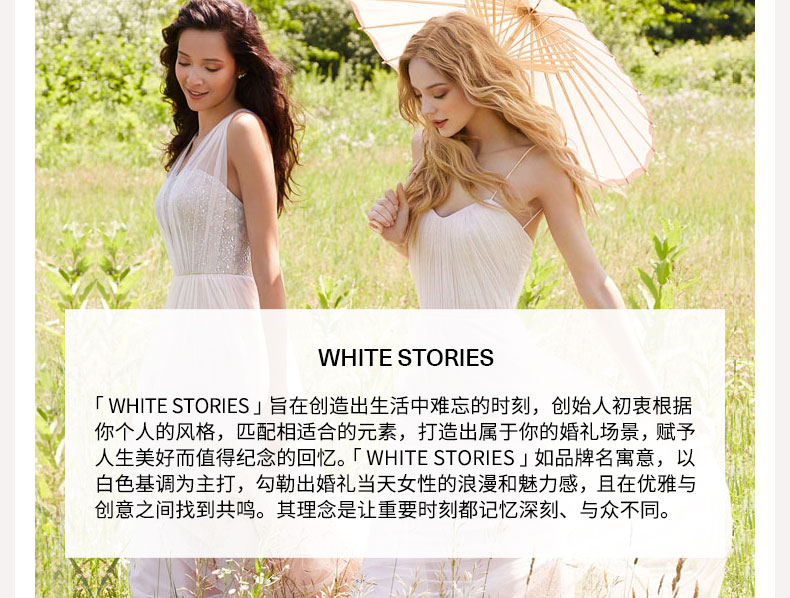 WHITE STORIES
「 WHITE STORIES 」旨在创造出生活中难忘的时刻，创始人初衷根据
你个人的风格，匹配相适合的元素，打造出属于你的婚礼场景，赋予
人生美好而值得纪念的回忆。「 WHITE STORIES 」如品牌名寓意，以
白色基调为主打，勾勒出婚礼当天女性的浪漫和魅力感，且在优雅与
创意之间找到共鸣。其理念是让重要时刻都记忆深刻、与众不同。